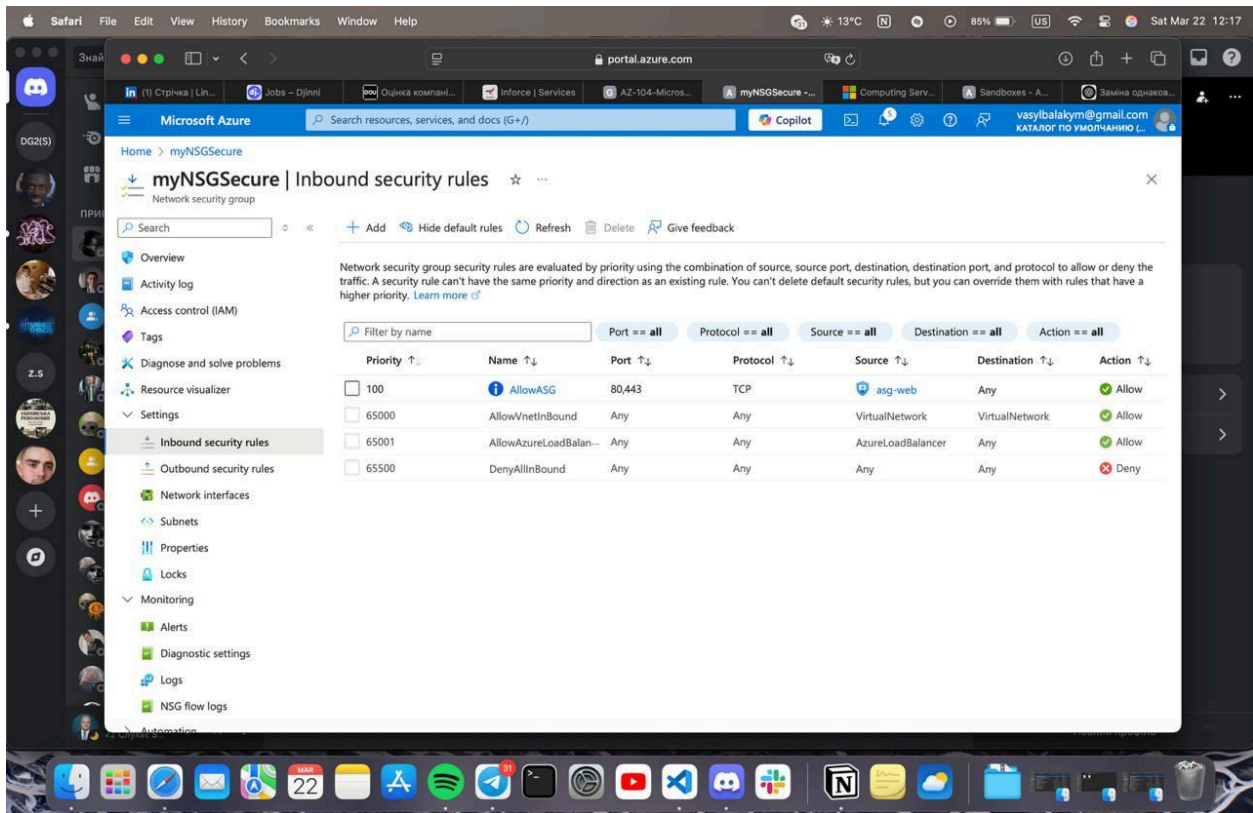 Safari File Edit View History Bookmarks Window Help 31 13°C 85% US Sat Mar 22 12:17
Знай portal.azure.com
(1) Стрічка | Lin... Jobs – Djinni Оцінка компані... Inforce | Services AZ-104-Micros... myNSGSecure -... Computing Serv... Sandboxes - A... Заміна однаков...
Microsoft Azure Search resources, services, and docs (G+/) Copilot 5 vasylbalakym@gmail.com
КАТАЛОГ ПО УМОЛЧАНИЮ (...
DG2(S)
Home > myNSGSecure
myNSGSecure | Inbound security rules
Network security group
Search
Add Hide default rules Refresh Delete Give feedback
Overview
Activity log
Access control (IAM)
Tags
Diagnose and solve problems
Resource visualizer
Settings
Inbound security rules
Outbound security rules
Network interfaces
Subnets
Properties
Locks
Monitoring
Alerts
Diagnostic settings
Logs
NSG flow logs
Automation
Network security group security rules are evaluated by priority using the combination of source, source port, destination, destination port, and protocol to allow or deny the
traffic. A security rule can't have the same priority and direction as an existing rule. You can't delete default security rules, but you can override them with rules that have a
higher priority. Learn more
Filter by name Port == all Protocol == all Source == all Destination == all Action == all
Priority Name Port Protocol Source Destination Action
100 AllowASG 80,443 TCP asg-web Any Allow
65000 AllowVnetInBound Any Any VirtualNetwork VirtualNetwork Allow
65001 AllowAzureLoadBalan... Any Any AzureLoadBalancer Any Allow
65500 DenyAllInBound Any Any Any Any Deny
z.s
MAR
22
31